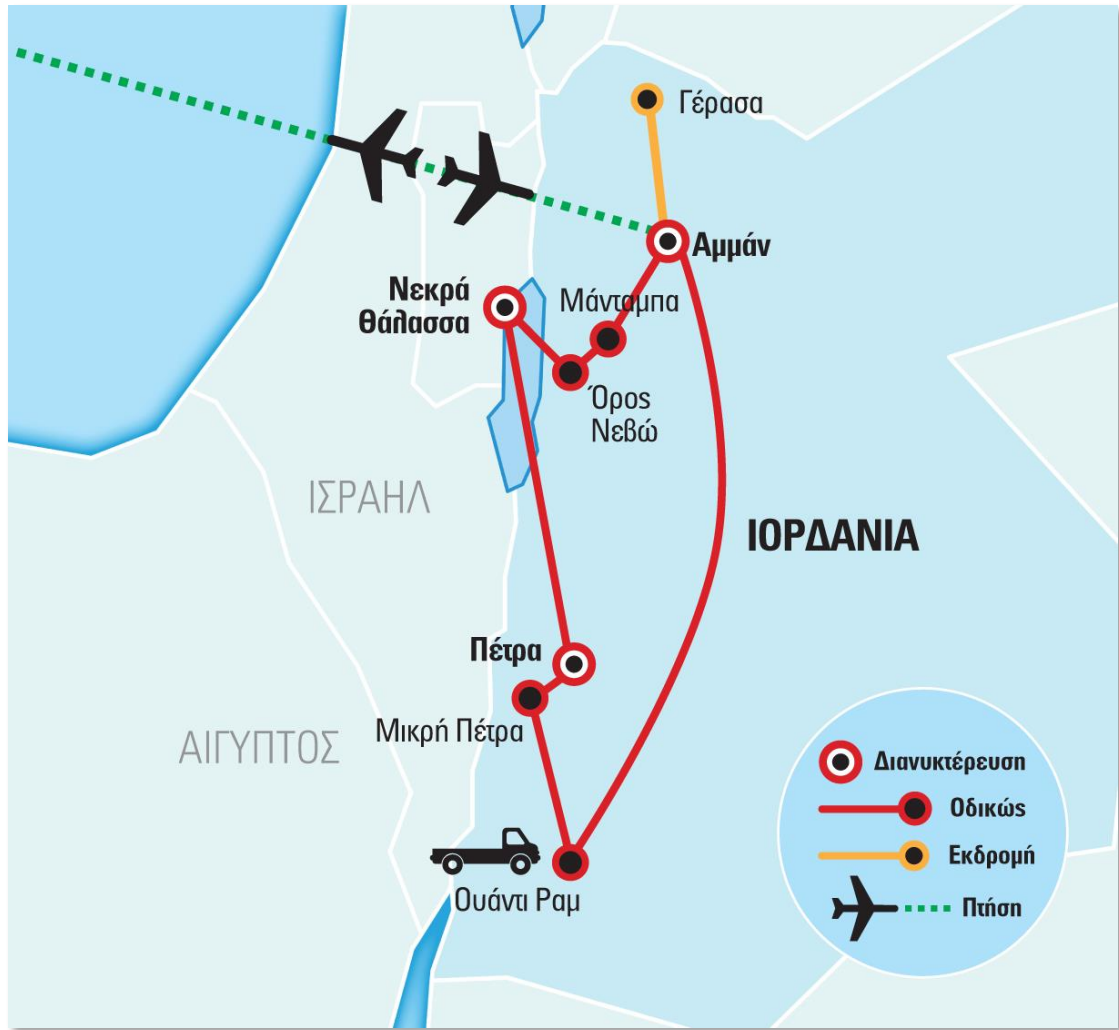 Γέρασα
Αμμάν
Νεκρά
Θάλασσα
Μάνταμπα
Όρος
Νεβώ
ΙΣΡΑΗΛ
ΙΟΡΔΑΝΙΑ
Πέτρα
Μικρή Πέτρα
ΑΙΓΥΠΤΟΣ
Ουάντι Ραμ
Διανυκτέρευση
Οδικώς
Εκδρομή
Πτήση